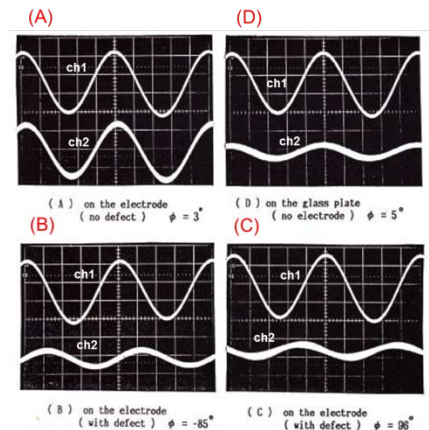 (A)
(D)
ch1
ch2
ch1
ch2
( A ) on the electrode
( no defect ) ϕ = 3°
( D ) on the glass plate
( no electrode ) ϕ = 5°
(B)
(C)
ch1
ch2
ch1
ch2
( B ) on the electrode
( with defect ) ϕ = -85°
( C ) on the electrode
( with defect ) ϕ = 96°